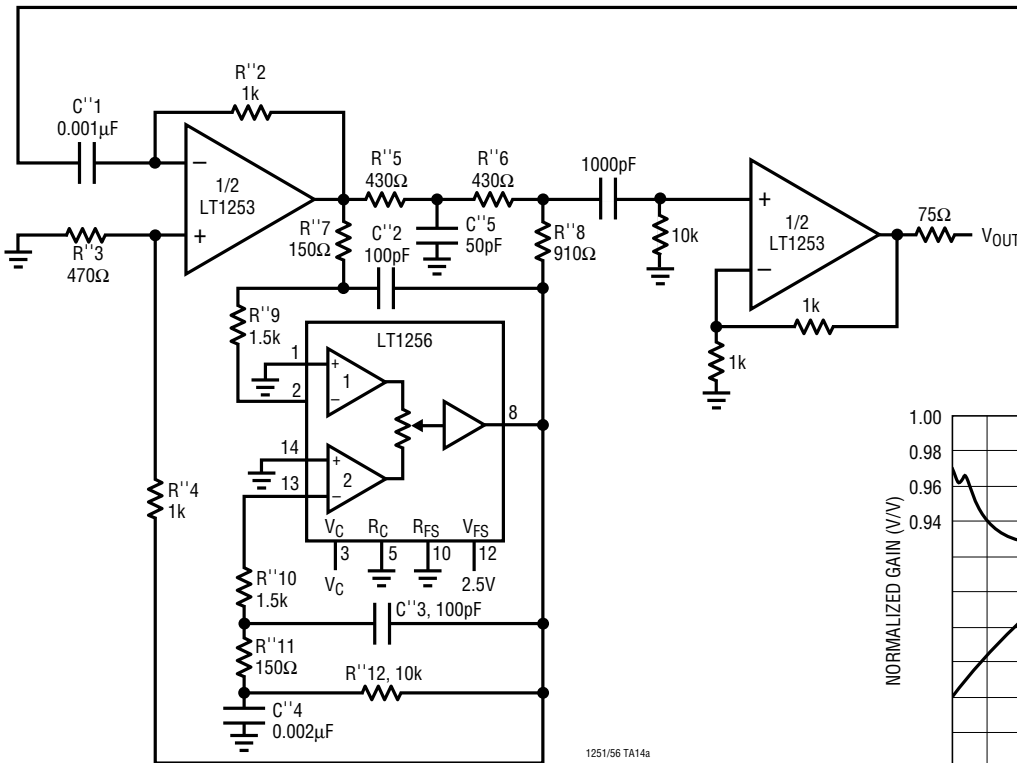 R''2
1k
C''1
0.001µF
−
1/2
LT1253
+
R''3
470Ω
R''5
430Ω
R''6
430Ω
R''7
150Ω
C''2
100pF
C''5
50pF
R''8
910Ω
1000pF
10k
+
1/2
LT1253
−
75Ω
VOUT
1k
1k
R''9
1.5k
LT1256
1
2
+
1
−
8
14
13
+
2
−
VC
RC
RFS
VFS
3
5
10
12
VC
2.5V
R''4
1k
R''10
1.5k
C''3, 100pF
R''11
150Ω
R''12, 10k
C''4
0.002µF
1251/56 TA14a
1.00
0.98
0.96
0.94
NORMALIZED GAIN (V/V)